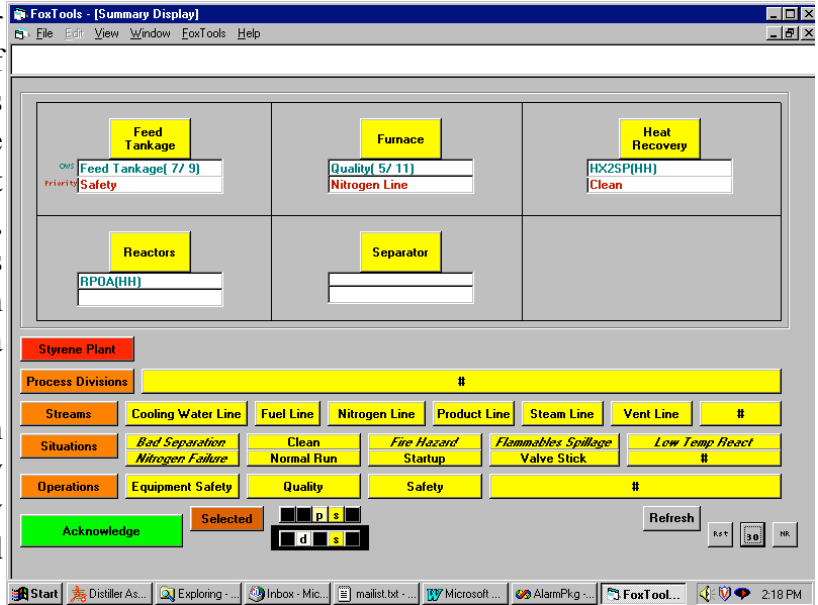 FoxTools - [Summary Display]
File Edit View Window FoxTools Help
Feed Tankage
OWS Feed Tankage( 7/ 9)
Priority Safety
Furnace
Quality( 5/ 11)
Nitrogen Line
Heat Recovery
HX2SP(HH)
Clean
Reactors
RPOA(HH)
Separator
Styrene Plant
Process Divisions #
Streams Cooling Water Line Fuel Line Nitrogen Line Product Line Steam Line Vent Line #
Situations Bad Separation Clean Fire Hazard Flammables Spillage Low Temp React
Nitrogen Failure Normal Run Startup Valve Stick #
Operations Equipment Safety Quality Safety #
Acknowledge Selected p s Refresh
d s Rst 30 NR
Start Distiller As... Exploring - ... Inbox - Mic... mailist.txt - ... Microsoft ... AlarmPkg -... FoxTool... 2:18 PM